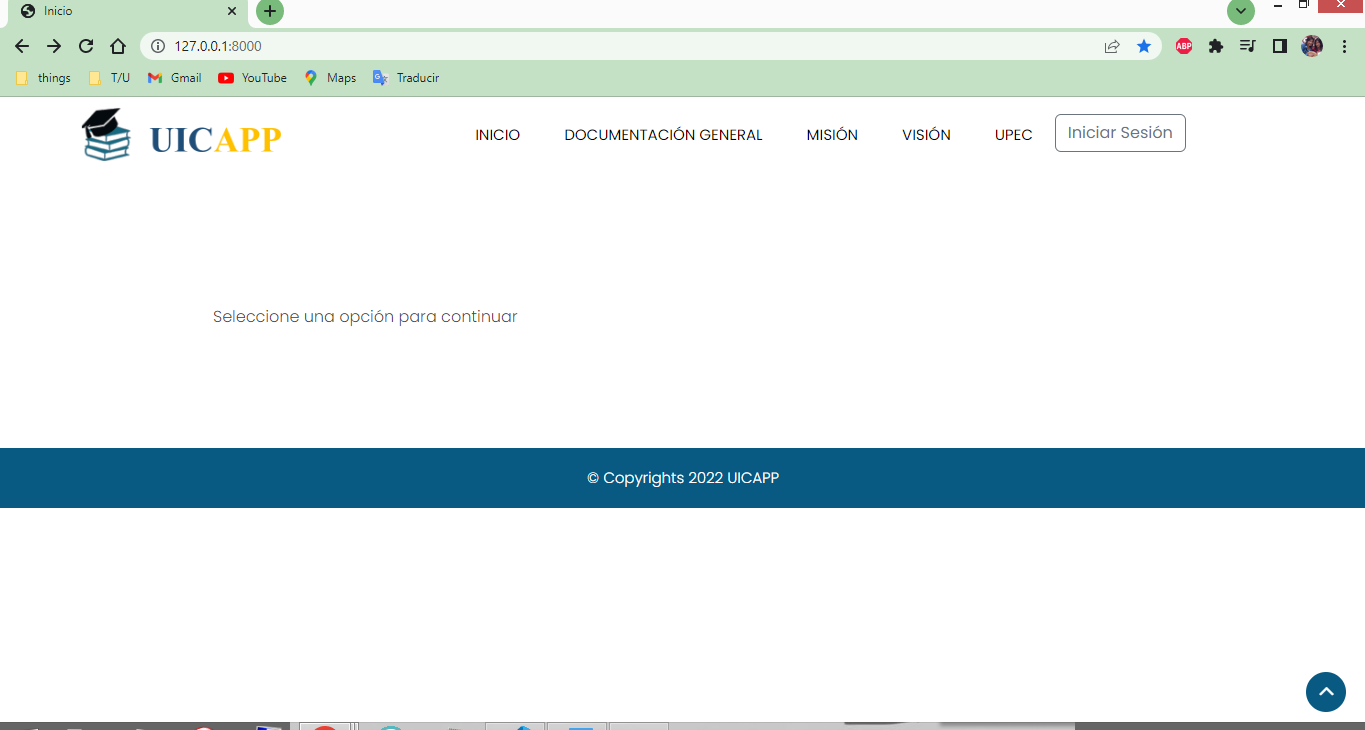 Inicio
127.0.0.1:8000
ABP
things T/U Gmail YouTube Maps Traducir
UICAPP
INICIO DOCUMENTACIÓN GENERAL MISIÓN VISIÓN UPEC Iniciar Sesión
Seleccione una opción para continuar
© Copyrights 2022 UICAPP